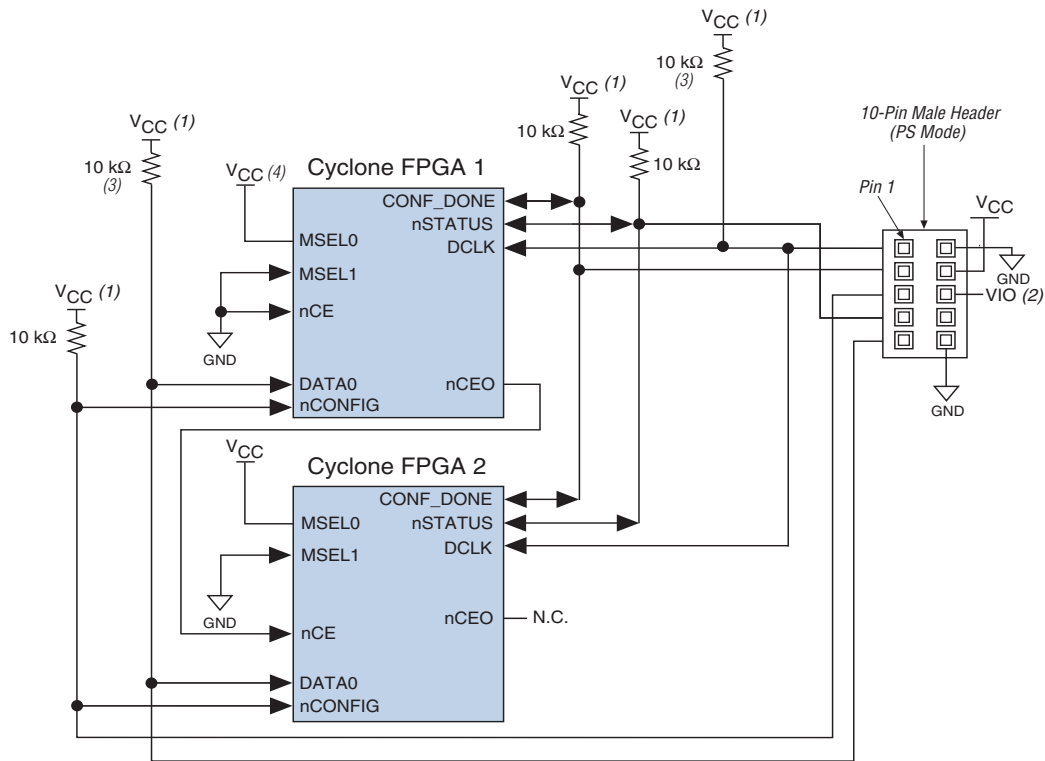 VCC (1)
10 kΩ
(3)
VCC (1)
10 kΩ
VCC (1)
10 kΩ
10-Pin Male Header
(PS Mode)
VCC (1)
10 kΩ
(3)
Cyclone FPGA 1
VCC (4)
Pin 1
VCC
CONF_DONE
nSTATUS
DCLK
MSEL0
MSEL1
nCE
GND
GND
VIO (2)
VCC (1)
10 kΩ
DATA0
nCONFIG
nCEO
GND
VCC
Cyclone FPGA 2
CONF_DONE
nSTATUS
DCLK
MSEL0
MSEL1
GND
nCEO
N.C.
nCE
DATA0
nCONFIG